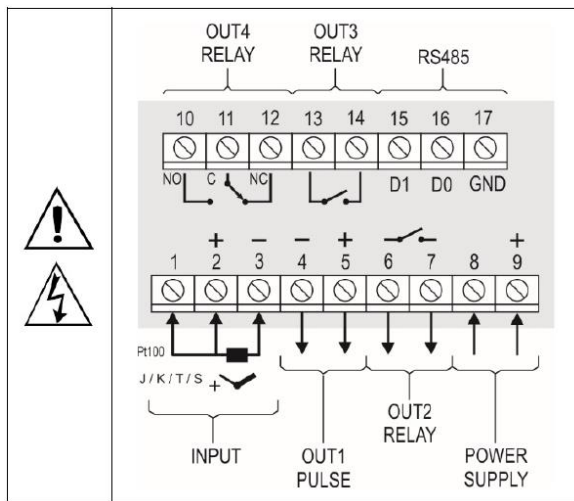 OUT4 OUT3
RELAY RELAY RS485
10 11 12 13 14 15 16 17
NO C NC D1 D0 GND
+ − − + +
1 2 3 4 5 6 7 8 9
Pt100
J / K / T / S +
INPUT
OUT1
PULSE
OUT2
RELAY
POWER
SUPPLY